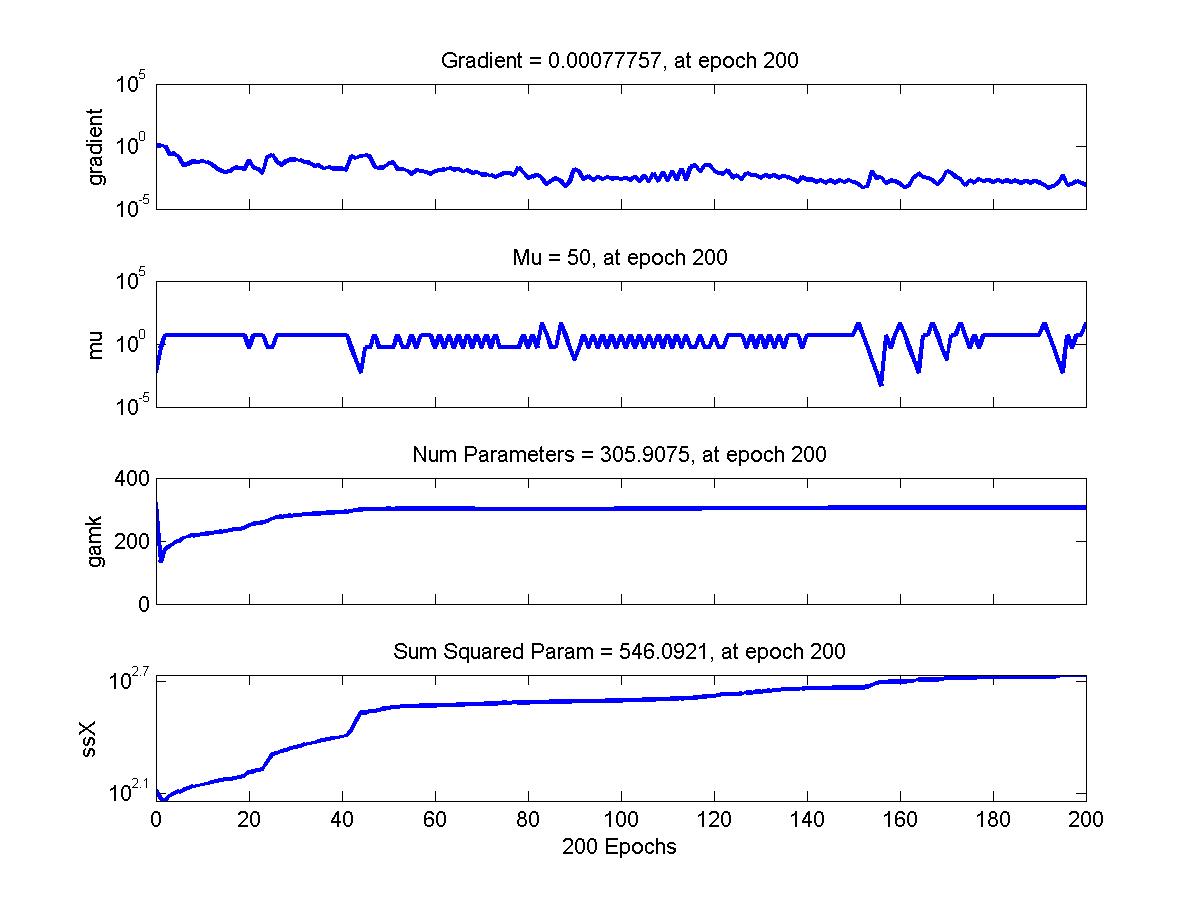 Gradient = 0.00077757, at epoch 200
10^5
10^0
10^-5
gradient
Mu = 50, at epoch 200
10^5
10^0
10^-5
mu
Num Parameters = 305.9075, at epoch 200
400
200
0
gamk
Sum Squared Param = 546.0921, at epoch 200
10^2.7
10^2.1
ssX
0 20 40 60 80 100 120 140 160 180 200
200 Epochs